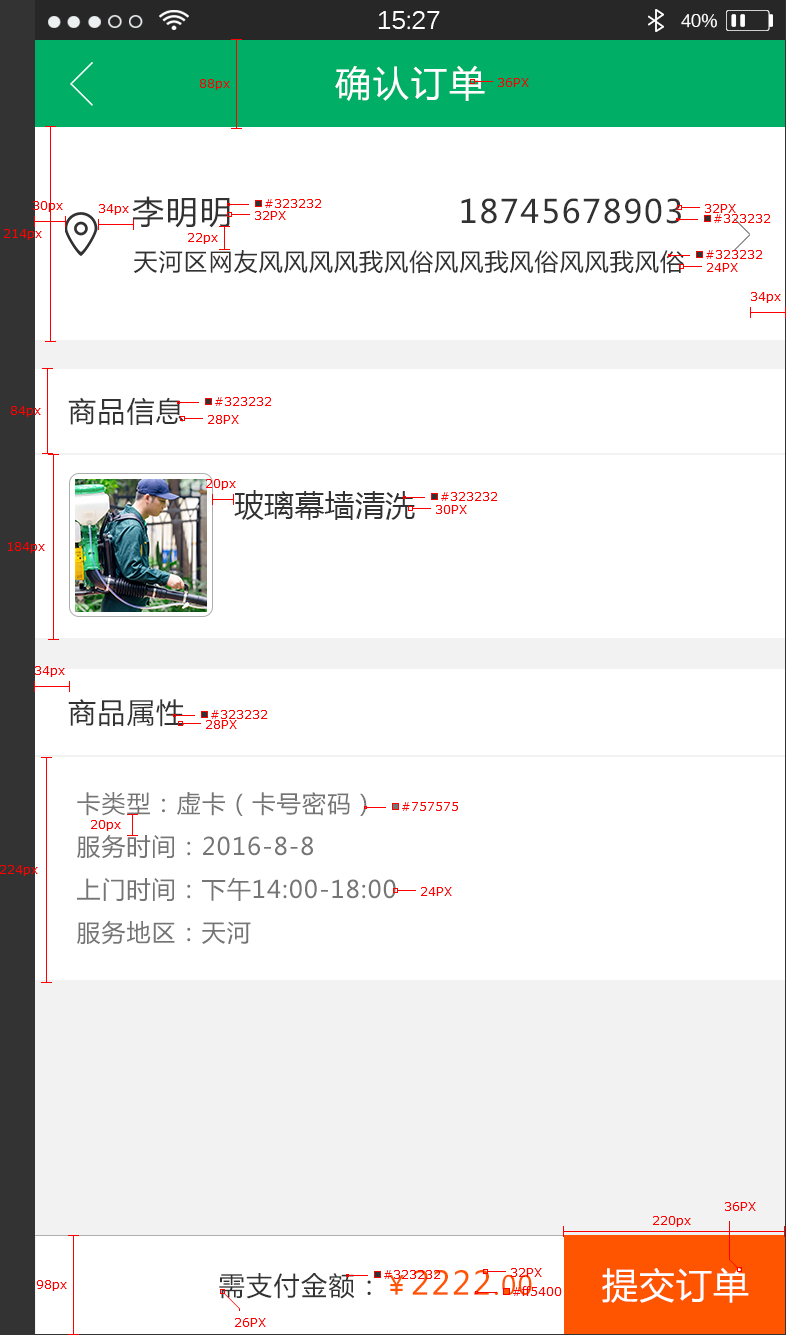 15:27 40%
88px 确认订单 36PX
80px 34px 李明明 #323232 32PX 18745678903 32PX #323232
214px 22px
天河区网友风风风风我风俗风风我风俗风风我风俗 #323232 24PX
34px
84px 商品信息 #323232 28PX
20px 玻璃幕墙清洗 #323232 30PX
184px
34px
商品属性 #323232 28PX
卡类型：虚卡（卡号密码） #757575
20px
服务时间：2016-8-8
224px
上门时间：下午14:00-18:00 24PX
服务地区：天河
36PX
220px
98px 需支付金额： #323232 ¥2222.00 32PX #ff5400 提交订单
26PX